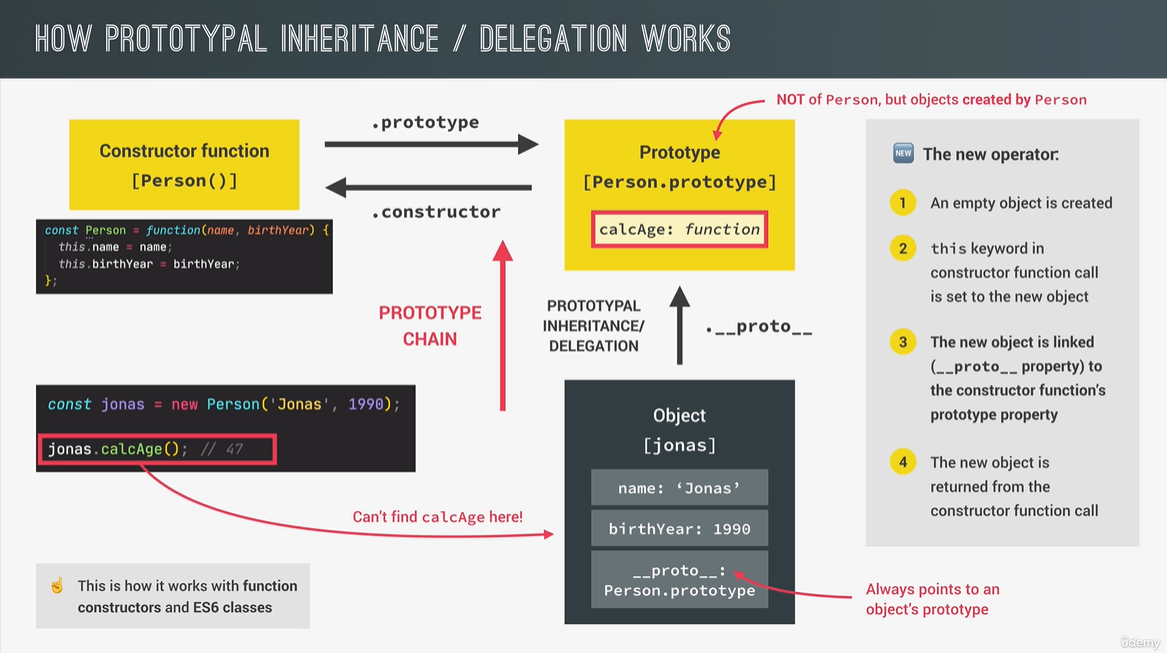 HOW PROTOTYPAL INHERITANCE / DELEGATION WORKS
NOT of Person, but objects created by Person
Constructor function
[Person()]
.prototype
.constructor
Prototype
[Person.prototype]
calcAge: function
const Person = function(name, birthYear) {
this.name = name;
this.birthYear = birthYear;
};
PROTOTYPE
CHAIN
PROTOTYPAL
INHERITANCE/
DELEGATION
.__proto__
const jonas = new Person('Jonas', 1990);
jonas.calcAge(); // 47
Can't find calcAge here!
Object
[jonas]
name: ‘Jonas’
birthYear: 1990
__proto__:
Person.prototype
Always points to an
object's prototype
☝ This is how it works with function
constructors and ES6 classes
NEW The new operator:
1 An empty object is created
2 this keyword in
constructor function call
is set to the new object
3 The new object is linked
(__proto__ property) to
the constructor function's
prototype property
4 The new object is
returned from the
constructor function call
ûdemy